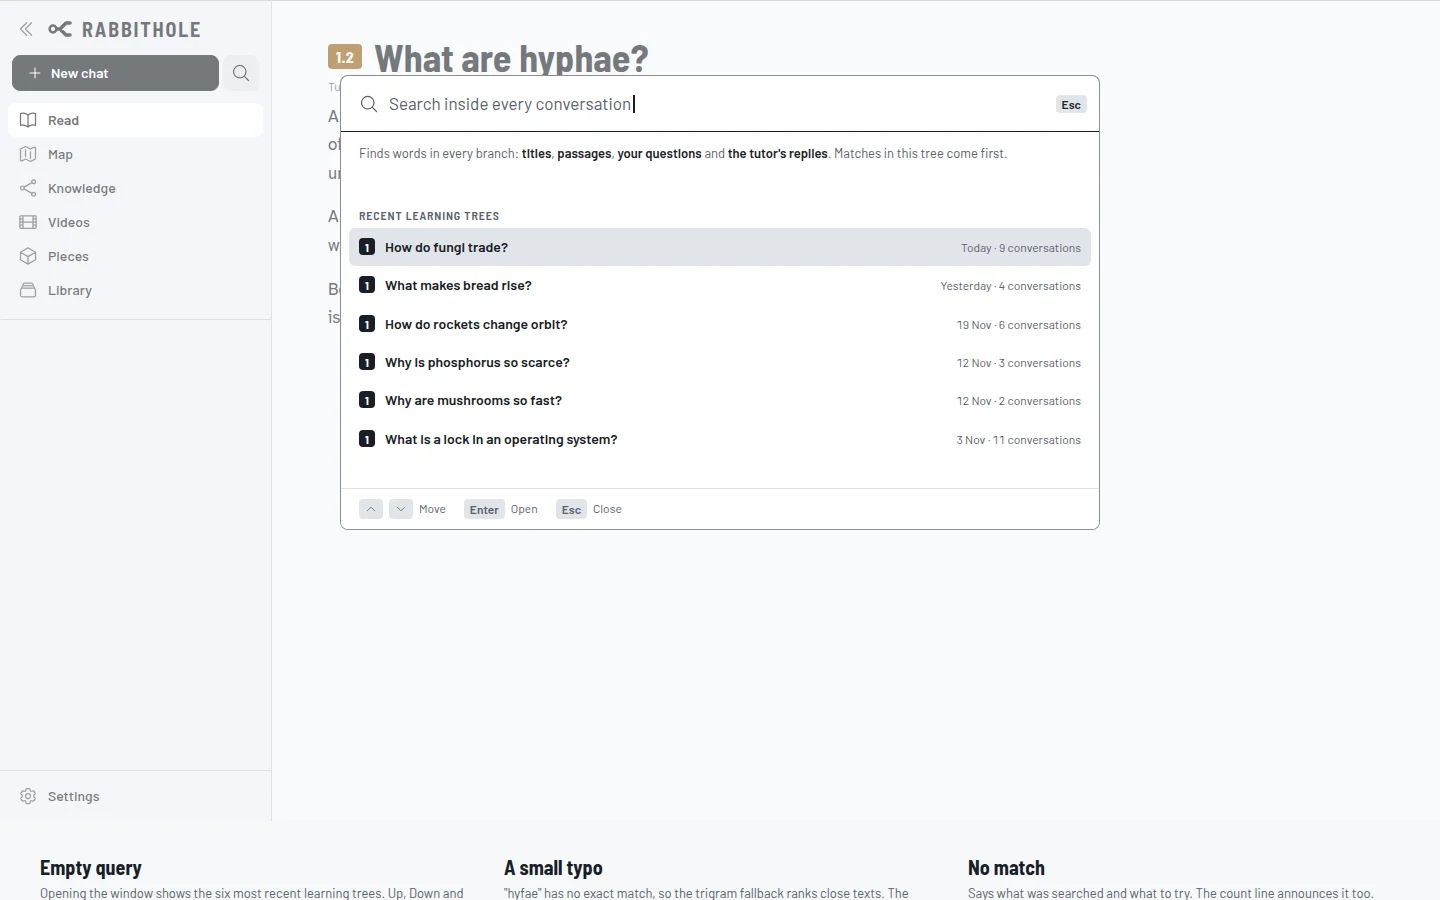 RABBITHOLE
New chat
Read
Map
Knowledge
Videos
Pieces
Library
Settings
1.2 What are hyphae?
Tu
A
of
un
A
w
Be
is
Search inside every conversation Esc
Finds words in every branch: titles, passages, your questions and the tutor's replies. Matches in this tree come first.
RECENT LEARNING TREES
1 How do fungi trade? Today · 9 conversations
1 What makes bread rise? Yesterday · 4 conversations
1 How do rockets change orbit? 19 Nov · 6 conversations
1 Why is phosphorus so scarce? 12 Nov · 3 conversations
1 Why are mushrooms so fast? 12 Nov · 2 conversations
1 What is a lock in an operating system? 3 Nov · 11 conversations
Move Enter Open Esc Close
Empty query
Opening the window shows the six most recent learning trees. Up, Down and
A small typo
"hyfae" has no exact match, so the trigram fallback ranks close texts. The
No match
Says what was searched and what to try. The count line announces it too.